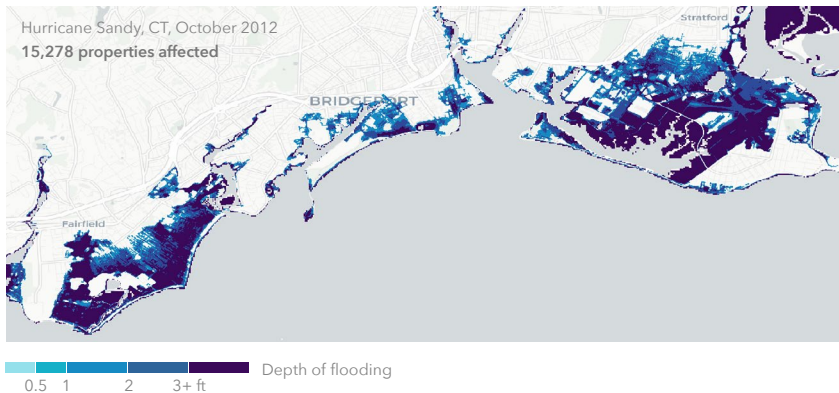 Hurricane Sandy, CT, October 2012
15,278 properties affected
Stratford
BRIDGEPORT
Fairfield
Depth of flooding
0.5 1 2 3+ ft